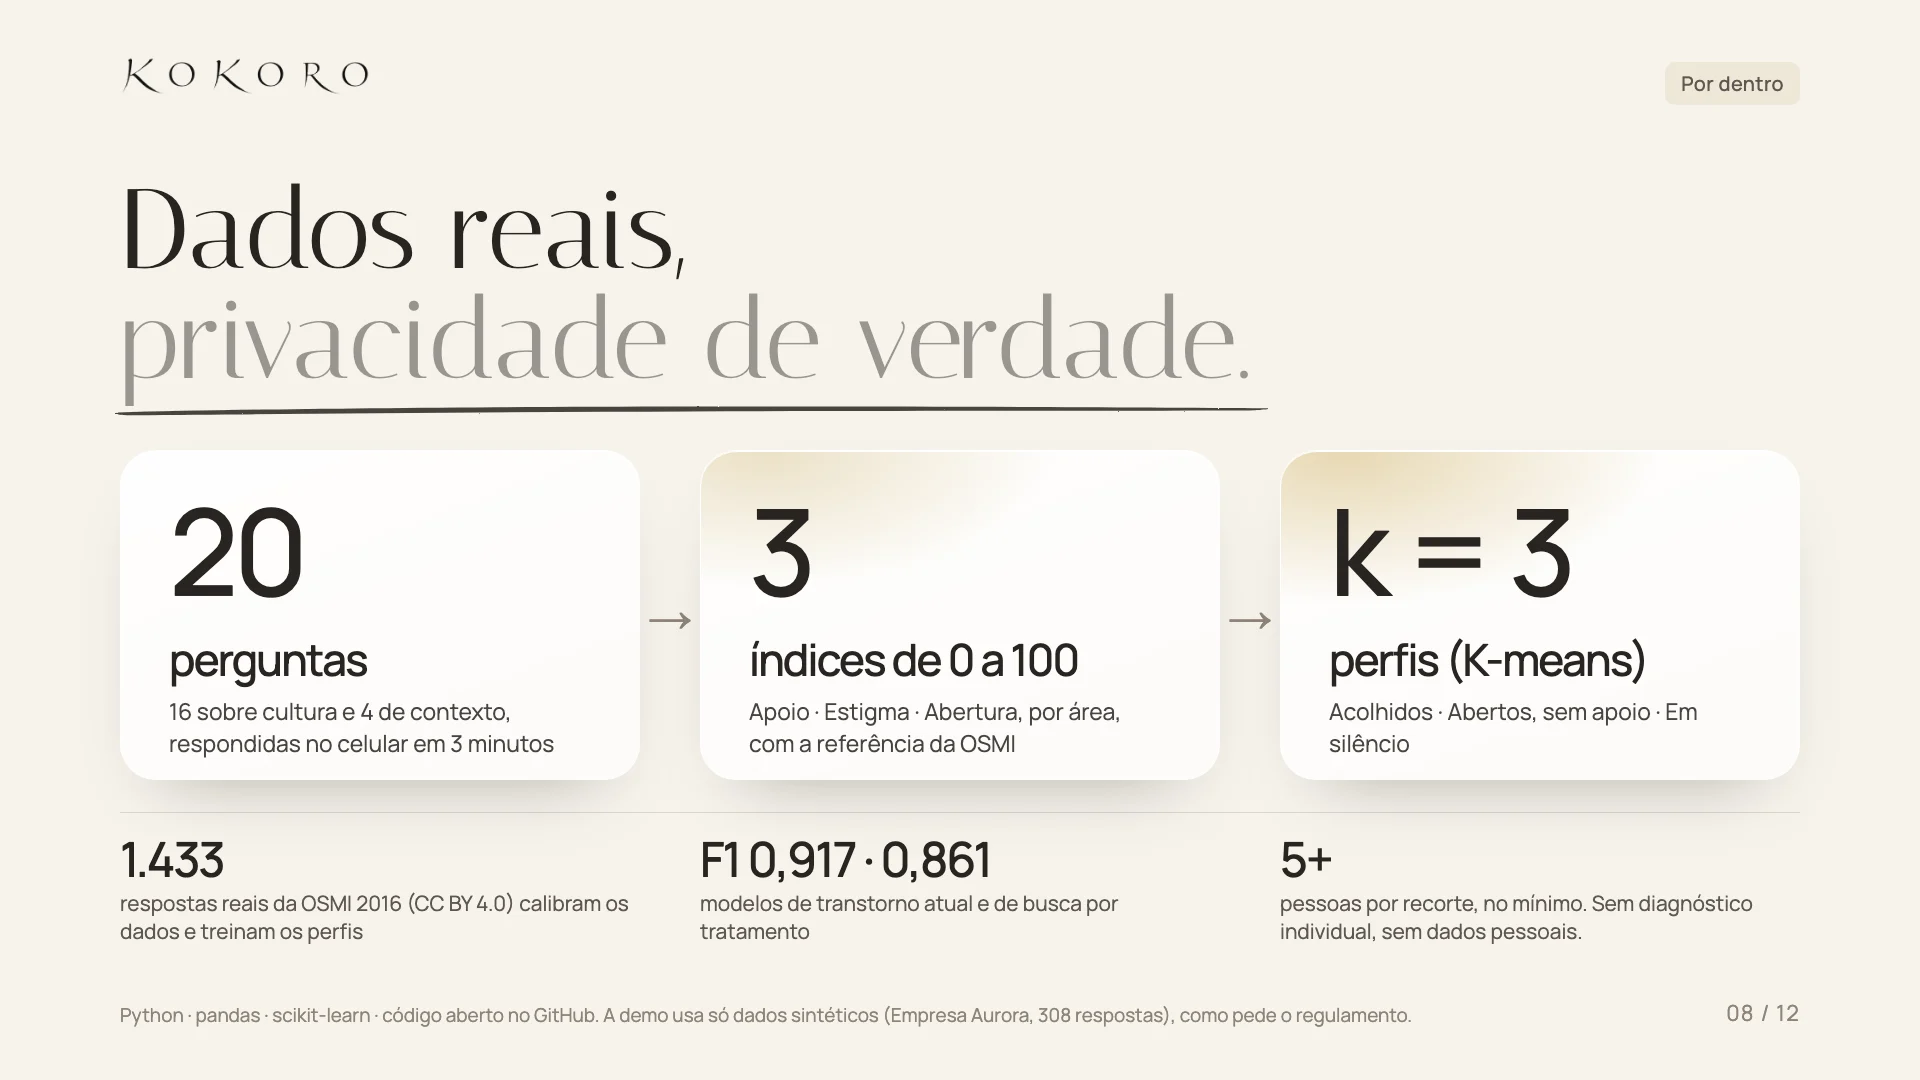 KOKORO
Por dentro
Dados reais,
privacidade de verdade.
20
perguntas
16 sobre cultura e 4 de contexto,
respondidas no celular em 3 minutos
→
3
índices de 0 a 100
Apoio · Estigma · Abertura, por área,
com a referência da OSMI
→
k = 3
perfis (K-means)
Acolhidos · Abertos, sem apoio · Em
silêncio
1.433
respostas reais da OSMI 2016 (CC BY 4.0) calibram os
dados e treinam os perfis
F1 0,917 · 0,861
modelos de transtorno atual e de busca por
tratamento
5+
pessoas por recorte, no mínimo. Sem diagnóstico
individual, sem dados pessoais.
Python · pandas · scikit-learn · código aberto no GitHub. A demo usa só dados sintéticos (Empresa Aurora, 308 respostas), como pede o regulamento.
08 / 12